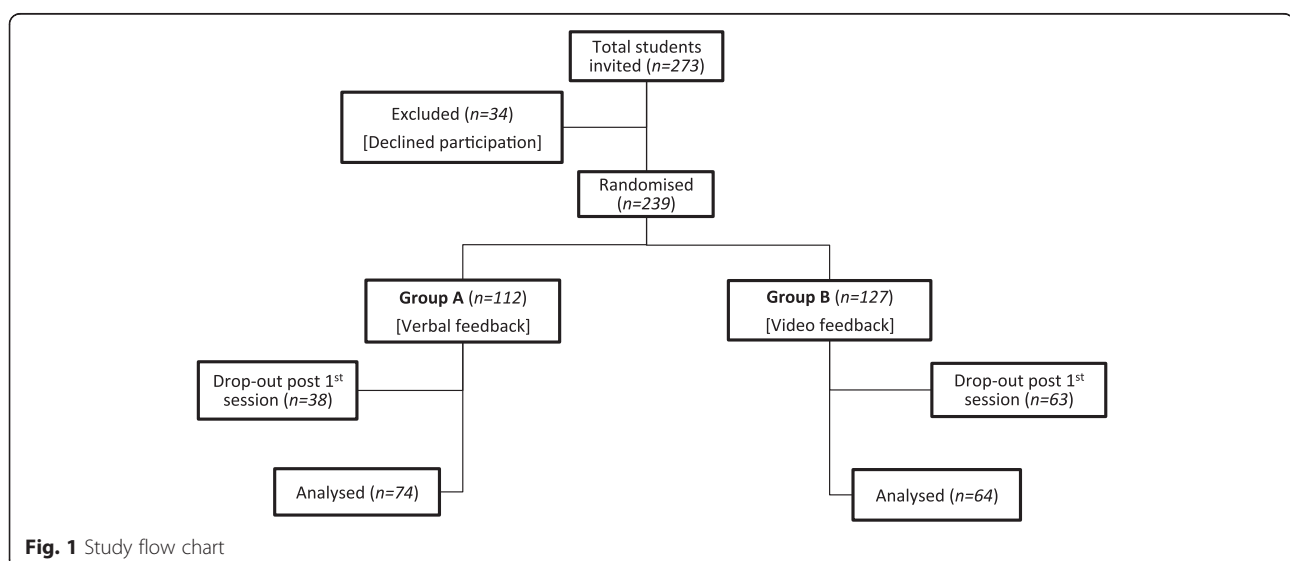 Total students
invited (n=273)
Excluded (n=34)
[Declined participation]
Randomised
(n=239)
Group A (n=112)
[Verbal feedback]
Group B (n=127)
[Video feedback]
Drop-out post 1st
session (n=38)
Drop-out post 1st
session (n=63)
Analysed (n=74)
Analysed (n=64)
Fig. 1 Study flow chart